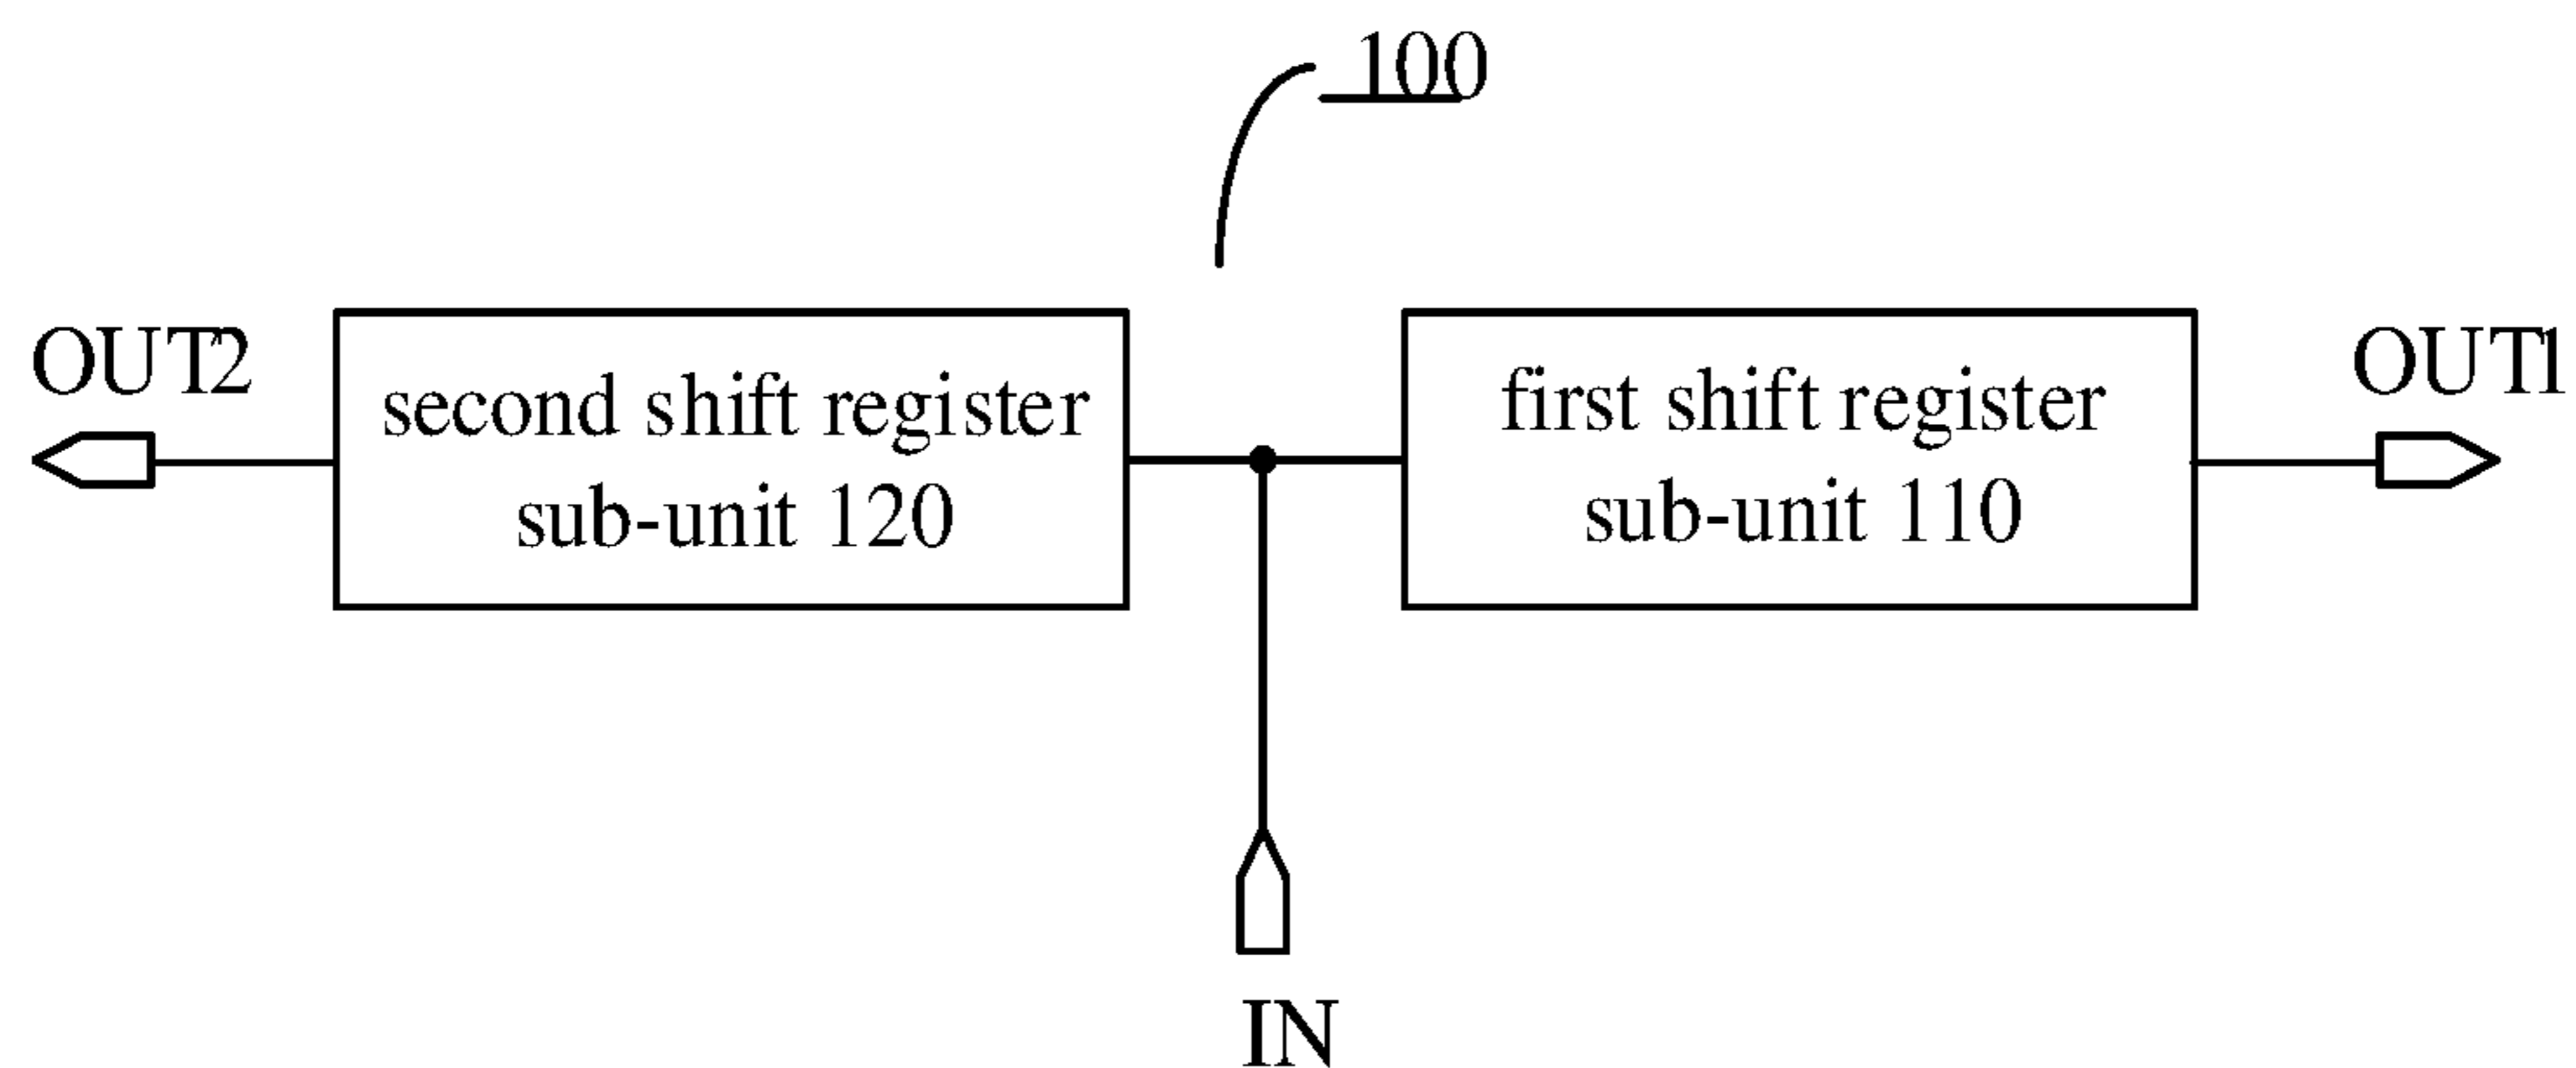 100
OUT2
second shift register
sub-unit 120
first shift register
sub-unit 110
OUT1
IN